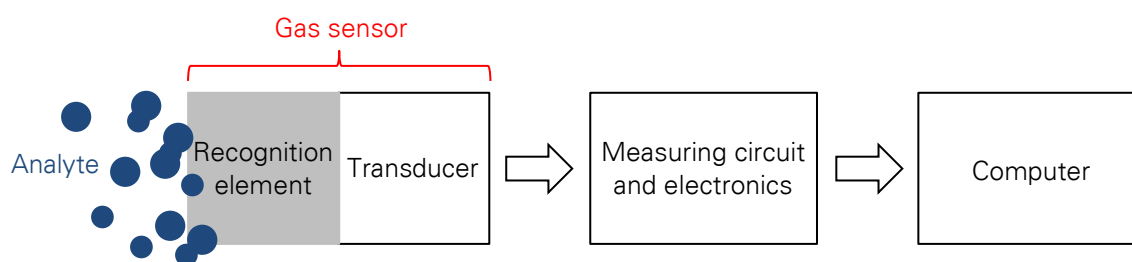 Gas sensor
Analyte
Recognition
element
Transducer
Measuring circuit
and electronics
Computer